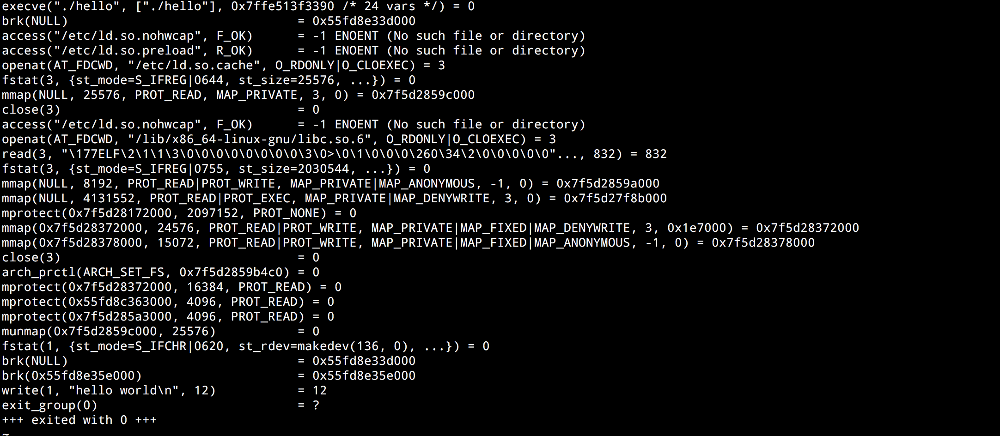 execve("./hello", ["./hello"], 0x7ffe513f3390 /* 24 vars */) = 0
brk(NULL)                               = 0x55fd8e33d000
access("/etc/ld.so.nohwcap", F_OK)      = -1 ENOENT (No such file or directory)
access("/etc/ld.so.preload", R_OK)      = -1 ENOENT (No such file or directory)
openat(AT_FDCWD, "/etc/ld.so.cache", O_RDONLY|O_CLOEXEC) = 3
fstat(3, {st_mode=S_IFREG|0644, st_size=25576, ...}) = 0
mmap(NULL, 25576, PROT_READ, MAP_PRIVATE, 3, 0) = 0x7f5d2859c000
close(3)                                = 0
access("/etc/ld.so.nohwcap", F_OK)      = -1 ENOENT (No such file or directory)
openat(AT_FDCWD, "/lib/x86_64-linux-gnu/libc.so.6", O_RDONLY|O_CLOEXEC) = 3
read(3, "\177ELF\2\1\1\3\0\0\0\0\0\0\0\0\3\0>\0\1\0\0\0\260\34\2\0\0\0\0\0"..., 832) = 832
fstat(3, {st_mode=S_IFREG|0755, st_size=2030544, ...}) = 0
mmap(NULL, 8192, PROT_READ|PROT_WRITE, MAP_PRIVATE|MAP_ANONYMOUS, -1, 0) = 0x7f5d2859a000
mmap(NULL, 4131552, PROT_READ|PROT_EXEC, MAP_PRIVATE|MAP_DENYWRITE, 3, 0) = 0x7f5d27f8b000
mprotect(0x7f5d28172000, 2097152, PROT_NONE) = 0
mmap(0x7f5d28372000, 24576, PROT_READ|PROT_WRITE, MAP_PRIVATE|MAP_FIXED|MAP_DENYWRITE, 3, 0x1e7000) = 0x7f5d28372000
mmap(0x7f5d28378000, 15072, PROT_READ|PROT_WRITE, MAP_PRIVATE|MAP_FIXED|MAP_ANONYMOUS, -1, 0) = 0x7f5d28378000
close(3)                                = 0
arch_prctl(ARCH_SET_FS, 0x7f5d2859b4c0) = 0
mprotect(0x7f5d28372000, 16384, PROT_READ) = 0
mprotect(0x55fd8c363000, 4096, PROT_READ) = 0
mprotect(0x7f5d285a3000, 4096, PROT_READ) = 0
munmap(0x7f5d2859c000, 25576)           = 0
fstat(1, {st_mode=S_IFCHR|0620, st_rdev=makedev(136, 0), ...}) = 0
brk(NULL)                               = 0x55fd8e33d000
brk(0x55fd8e35e000)                     = 0x55fd8e35e000
write(1, "hello world\n", 12)           = 12
exit_group(0)                           = ?
+++ exited with 0 +++
~